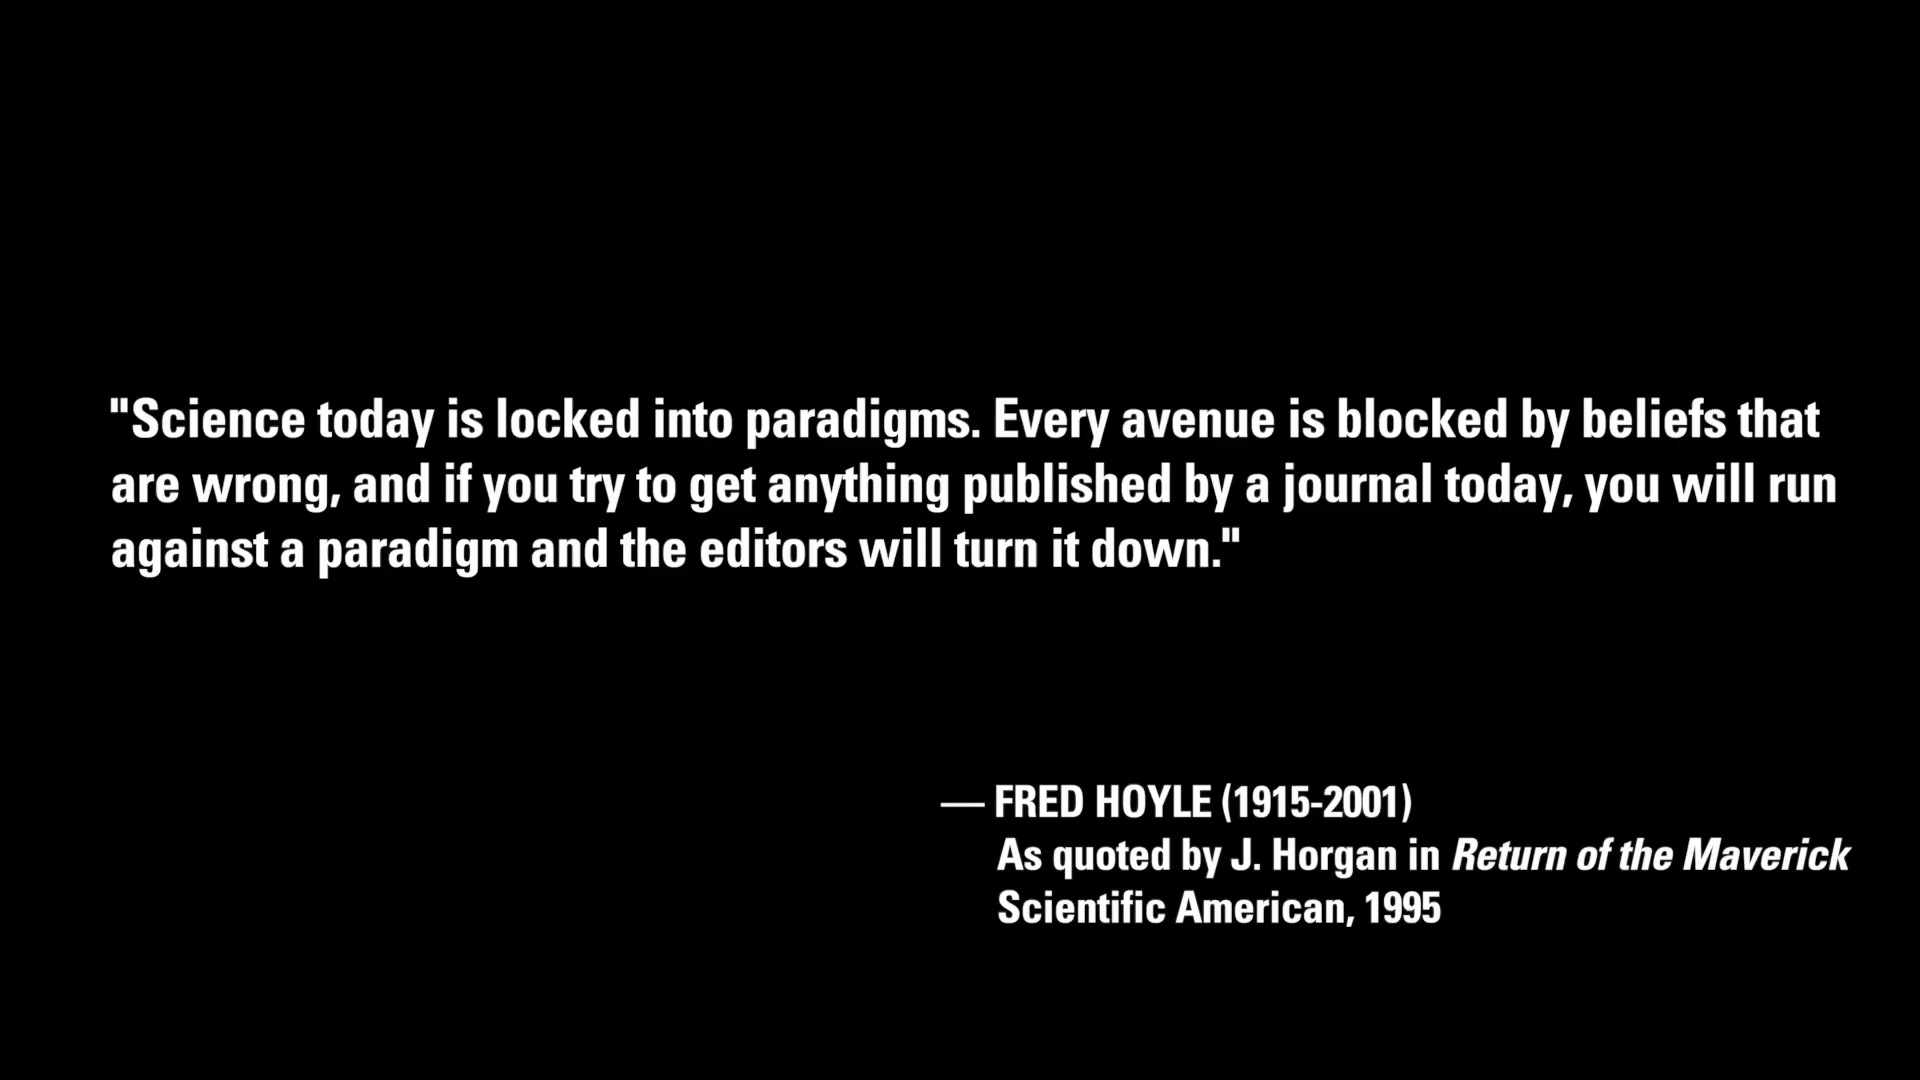 "Science today is locked into paradigms. Every avenue is blocked by beliefs that
are wrong, and if you try to get anything published by a journal today, you will run
against a paradigm and the editors will turn it down."
— FRED HOYLE (1915-2001)
As quoted by J. Horgan in Return of the Maverick
Scientific American, 1995